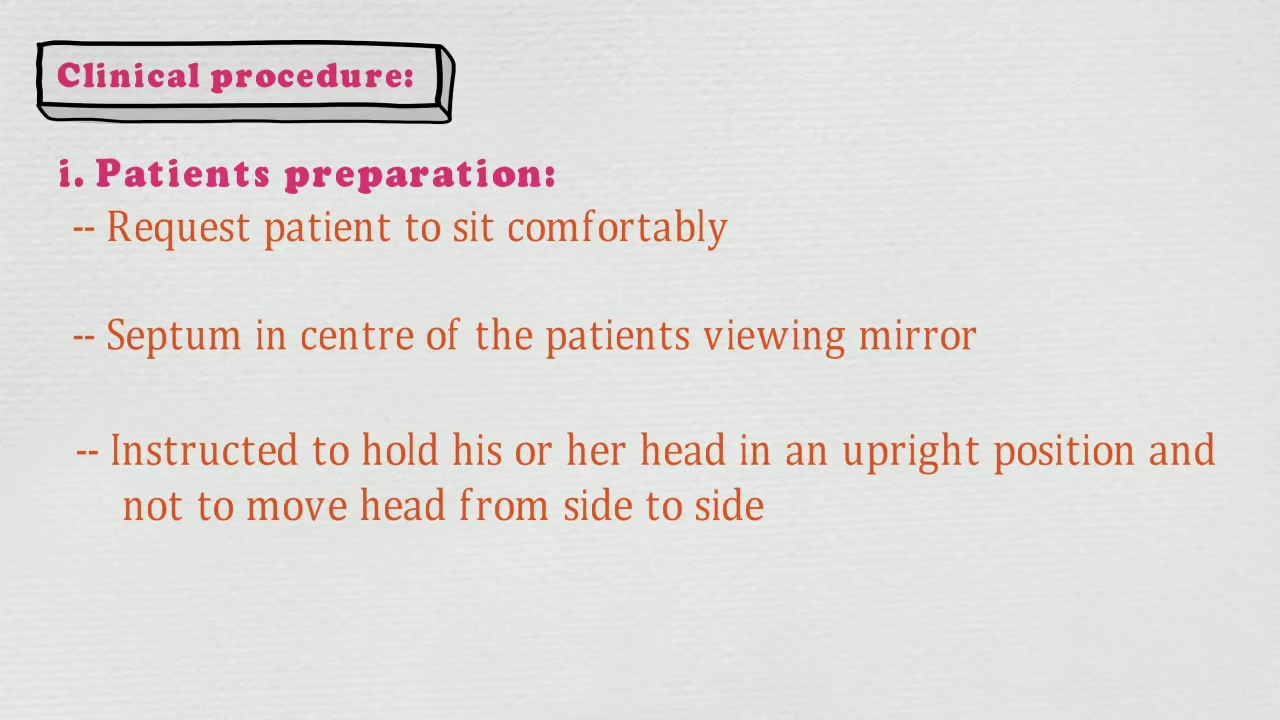 Clinical procedure:
i. Patients preparation:
-- Request patient to sit comfortably
-- Septum in centre of the patients viewing mirror
-- Instructed to hold his or her head in an upright position and
not to move head from side to side